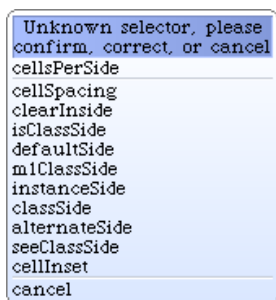 Unknown selector, please
confirm, correct, or cancel
cellsPerSide
cellSpacing
clearInside
isClassSide
defaultSide
m1ClassSide
instanceSide
classSide
alternateSide
seeClassSide
cellInset
cancel